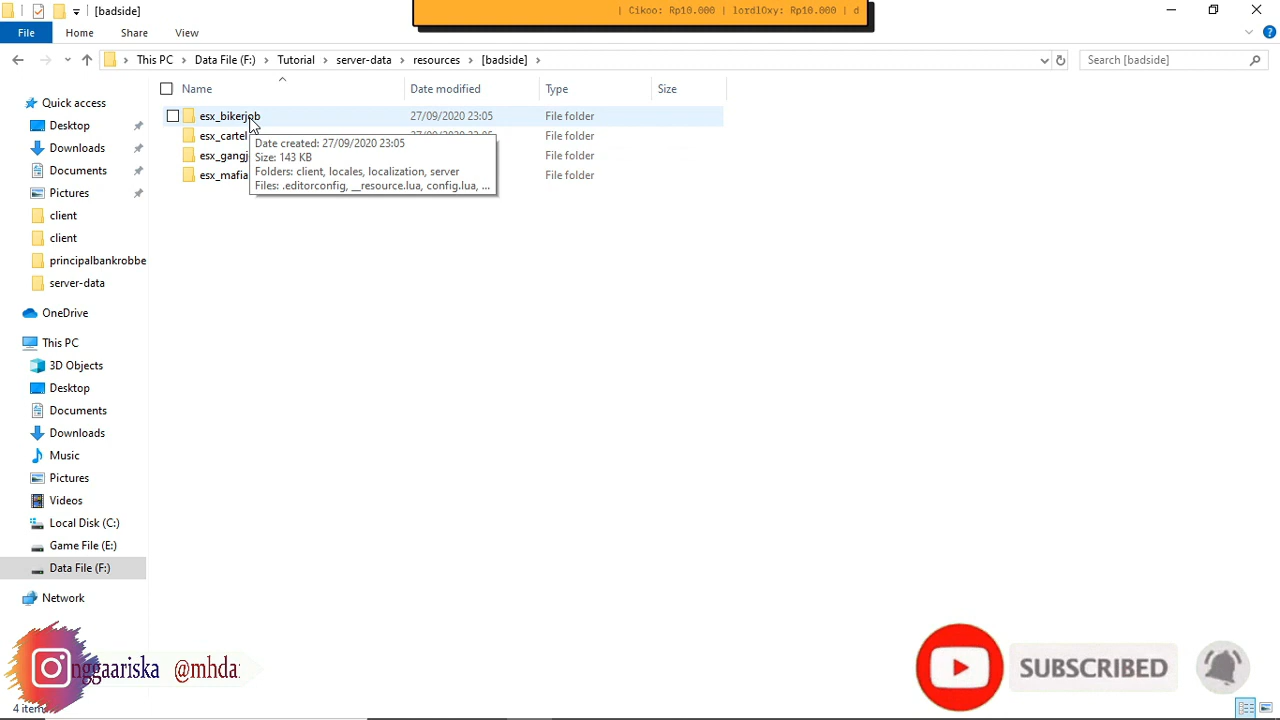 [badside]
| Cikoo: Rp10.000 | lordl0xy: Rp10.000 | d
File Home Share View
This PC Data File (F:) Tutorial server-data resources [badside]
Search [badside]
Name Date modified Type Size
esx_bikerjob 27/09/2020 23:05 File folder
esx_cartel File folder
esx_gangj File folder
esx_mafia File folder
Date created: 27/09/2020 23:05
Size: 143 KB
Folders: client, locales, localization, server
Files: .editorconfig, __resource.lua, config.lua, ...
Quick access
Desktop
Downloads
Documents
Pictures
client
client
principalbankrobbe
server-data
OneDrive
This PC
3D Objects
Desktop
Documents
Downloads
Music
Pictures
Videos
Local Disk (C:)
Game File (E:)
Data File (F:)
Network
nggaariska @mhda
SUBSCRIBED
4 items